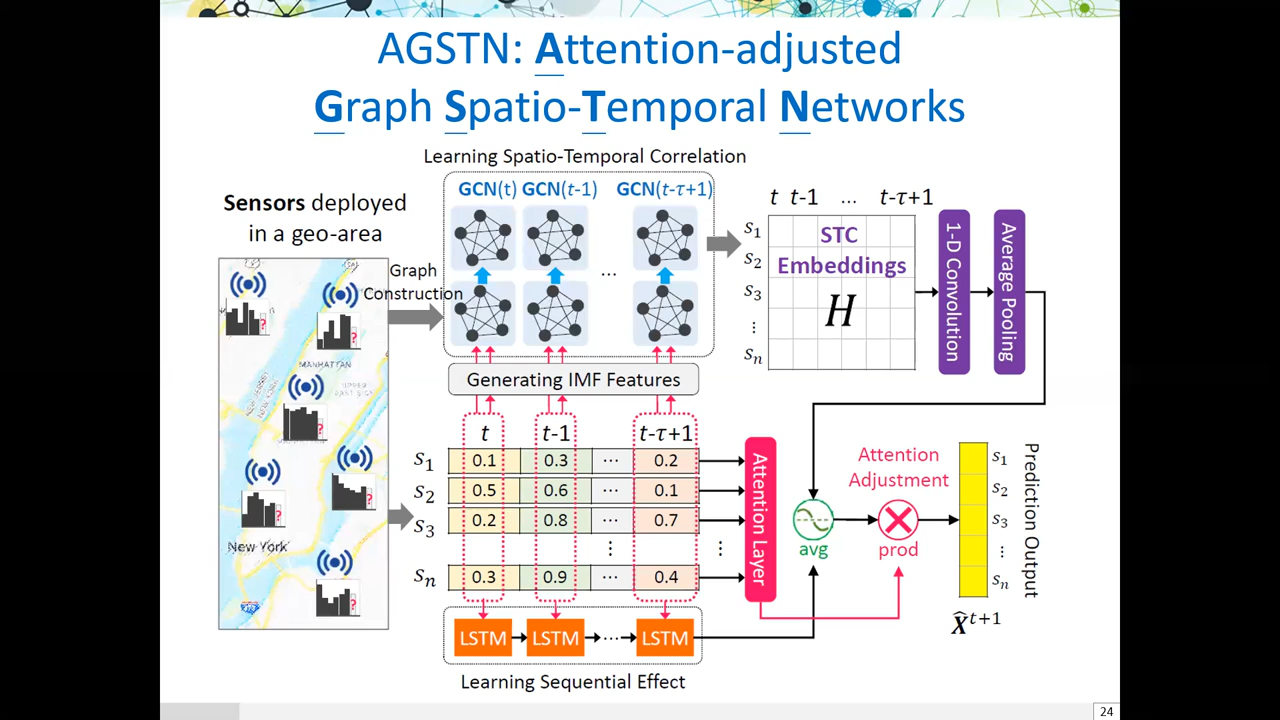 AGSTN: Attention-adjusted
Graph Spatio-Temporal Networks
Learning Spatio-Temporal Correlation
Sensors deployed
in a geo-area
GCN(t) GCN(t-1) GCN(t-τ+1)
...
Graph
Construction
t t-1 ... t-τ+1
S1
S2
S3
⋮
Sn
STC
Embeddings
H
1-D Convolution
Average Pooling
MANHATTAN
New York
? ? ? ? ? ?
Generating IMF Features
t t-1 t-τ+1
S1 0.1 0.3 ... 0.2
S2 0.5 0.6 ... 0.1
S3 0.2 0.8 ... 0.7
⋮ ⋮
Sn 0.3 0.9 ... 0.4
Attention Layer
LSTM LSTM ... LSTM
Learning Sequential Effect
avg
Attention
Adjustment
prod
S1
S2
S3
⋮
Sn
Prediction Output
X̂t+1
24